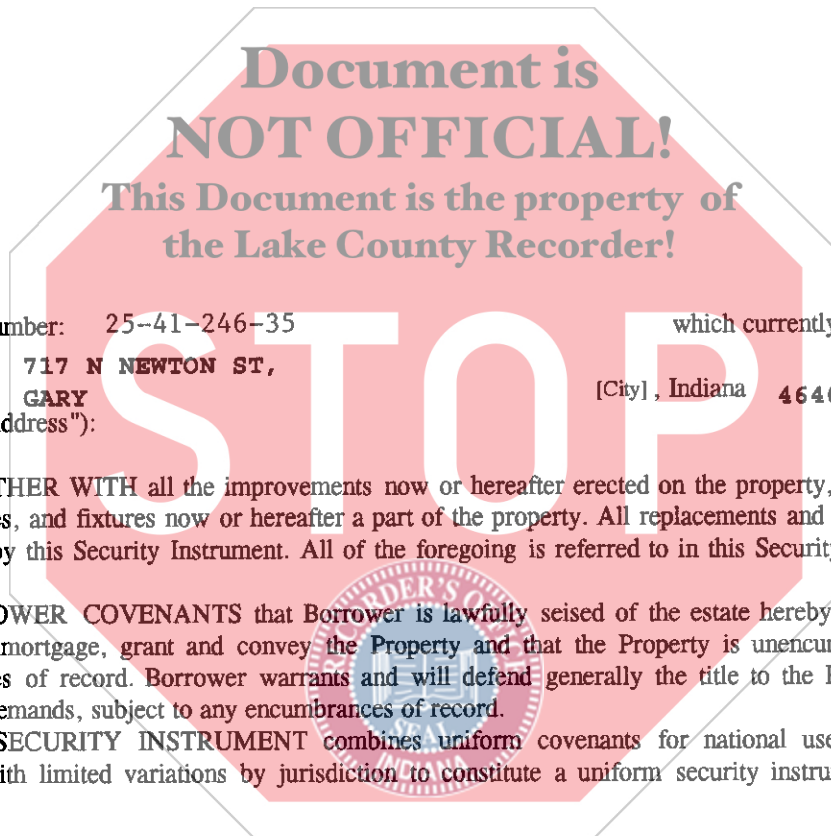 Document is
NOT OFFICIAL!
This Document is the property of
the Lake County Recorder!
STOP
umber: 25-41-246-35 which currently
717 N NEWTON ST,
GARY [City] , Indiana 4640
ddress"):
THER WITH all the improvements now or hereafter erected on the property,
es, and fixtures now or hereafter a part of the property. All replacements and
by this Security Instrument. All of the foregoing is referred to in this Security
OWER COVENANTS that Borrower is lawfully seised of the estate hereby
mortgage, grant and convey the Property and that the Property is unencu
es of record. Borrower warrants and will defend generally the title to the
emands, subject to any encumbrances of record.
SECURITY INSTRUMENT combines uniform covenants for national use
ith limited variations by jurisdiction to constitute a uniform security instru
RECORDER'S OFFICE
SEAL
INDIANA